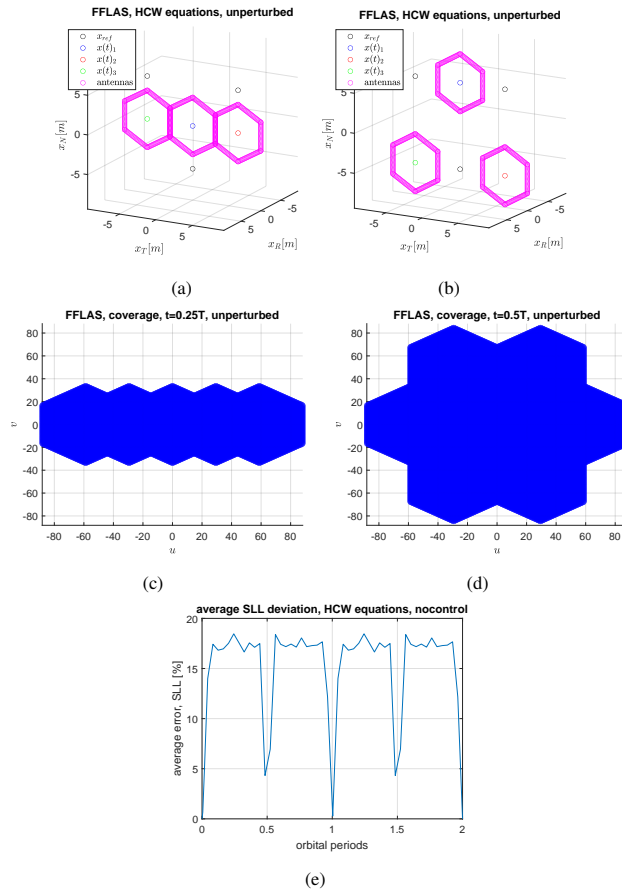 FFLAS, HCW equations, unperturbed
x_ref
x(t)_1
x(t)_2
x(t)_3
antennas
5
0
-5
x_N[m]
-5
0
5
x_T[m]
5
0
-5
x_R[m]
(a)
FFLAS, HCW equations, unperturbed
x_ref
x(t)_1
x(t)_2
x(t)_3
antennas
5
0
-5
x_N[m]
-5
0
5
x_T[m]
5
0
-5
x_R[m]
(b)
FFLAS, coverage, t=0.25T, unperturbed
80
60
40
20
0
-20
-40
-60
-80
v
-80 -60 -40 -20 0 20 40 60 80
u
(c)
FFLAS, coverage, t=0.5T, unperturbed
80
60
40
20
0
-20
-40
-60
-80
v
-80 -60 -40 -20 0 20 40 60 80
u
(d)
average SLL deviation, HCW equations, nocontrol
20
15
10
5
0
average error, SLL [%]
0 0.5 1 1.5 2
orbital periods
(e)